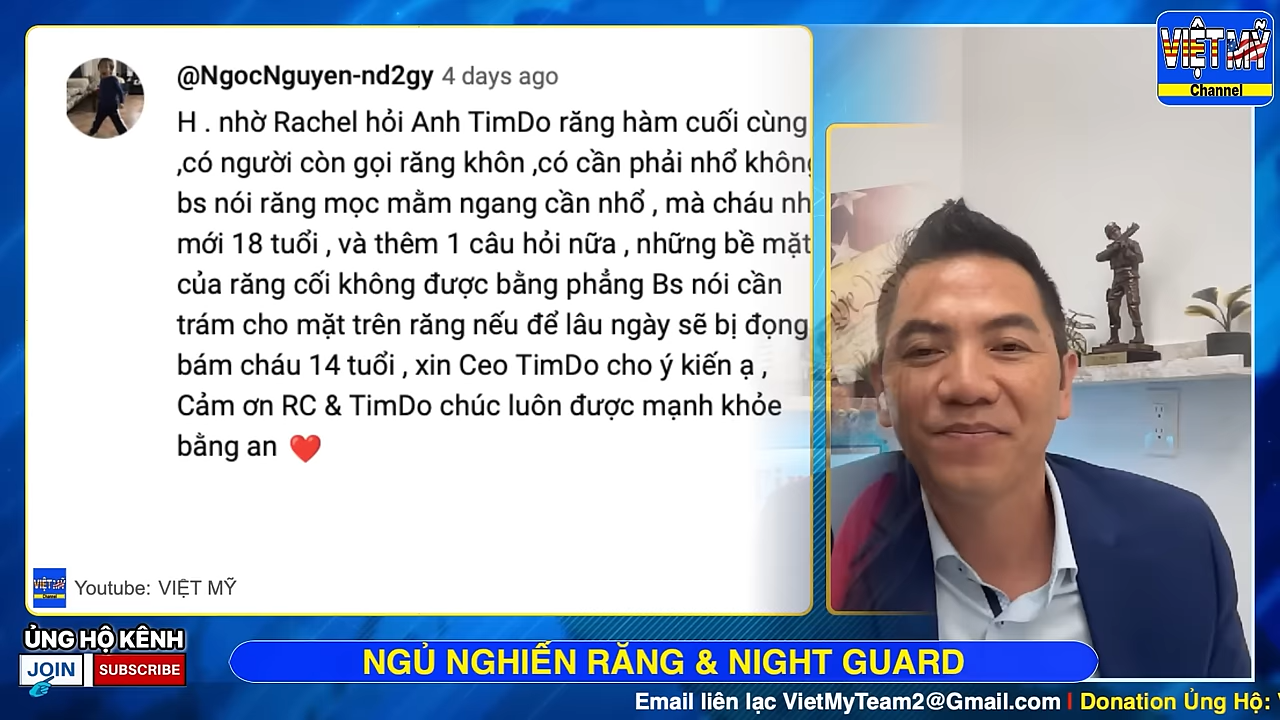 @NgocNguyen-nd2gy 4 days ago
H . nhờ Rachel hỏi Anh TimDo răng hàm cuối cùng
,có người còn gọi răng khôn ,có cần phải nhổ không
bs nói răng mọc mằm ngang cần nhổ , mà cháu nh
mới 18 tuổi , và thêm 1 câu hỏi nữa , những bề mặt
của răng cối không được bằng phẳng Bs nói cần
trám cho mặt trên răng nếu để lâu ngày sẽ bị đọng
bám cháu 14 tuổi , xin Ceo TimDo cho ý kiến ạ ,
Cảm ơn RC & TimDo chúc luôn được mạnh khỏe
bằng an ❤️
VIỆT MỸ
Channel
VIỆT MỸ
Channel
Youtube: VIỆT MỸ
ỦNG HỘ KÊNH
JOIN SUBSCRIBE
NGỦ NGHIẾN RĂNG & NIGHT GUARD
Email liên lạc VietMyTeam2@Gmail.com | Donation Ủng Hộ: